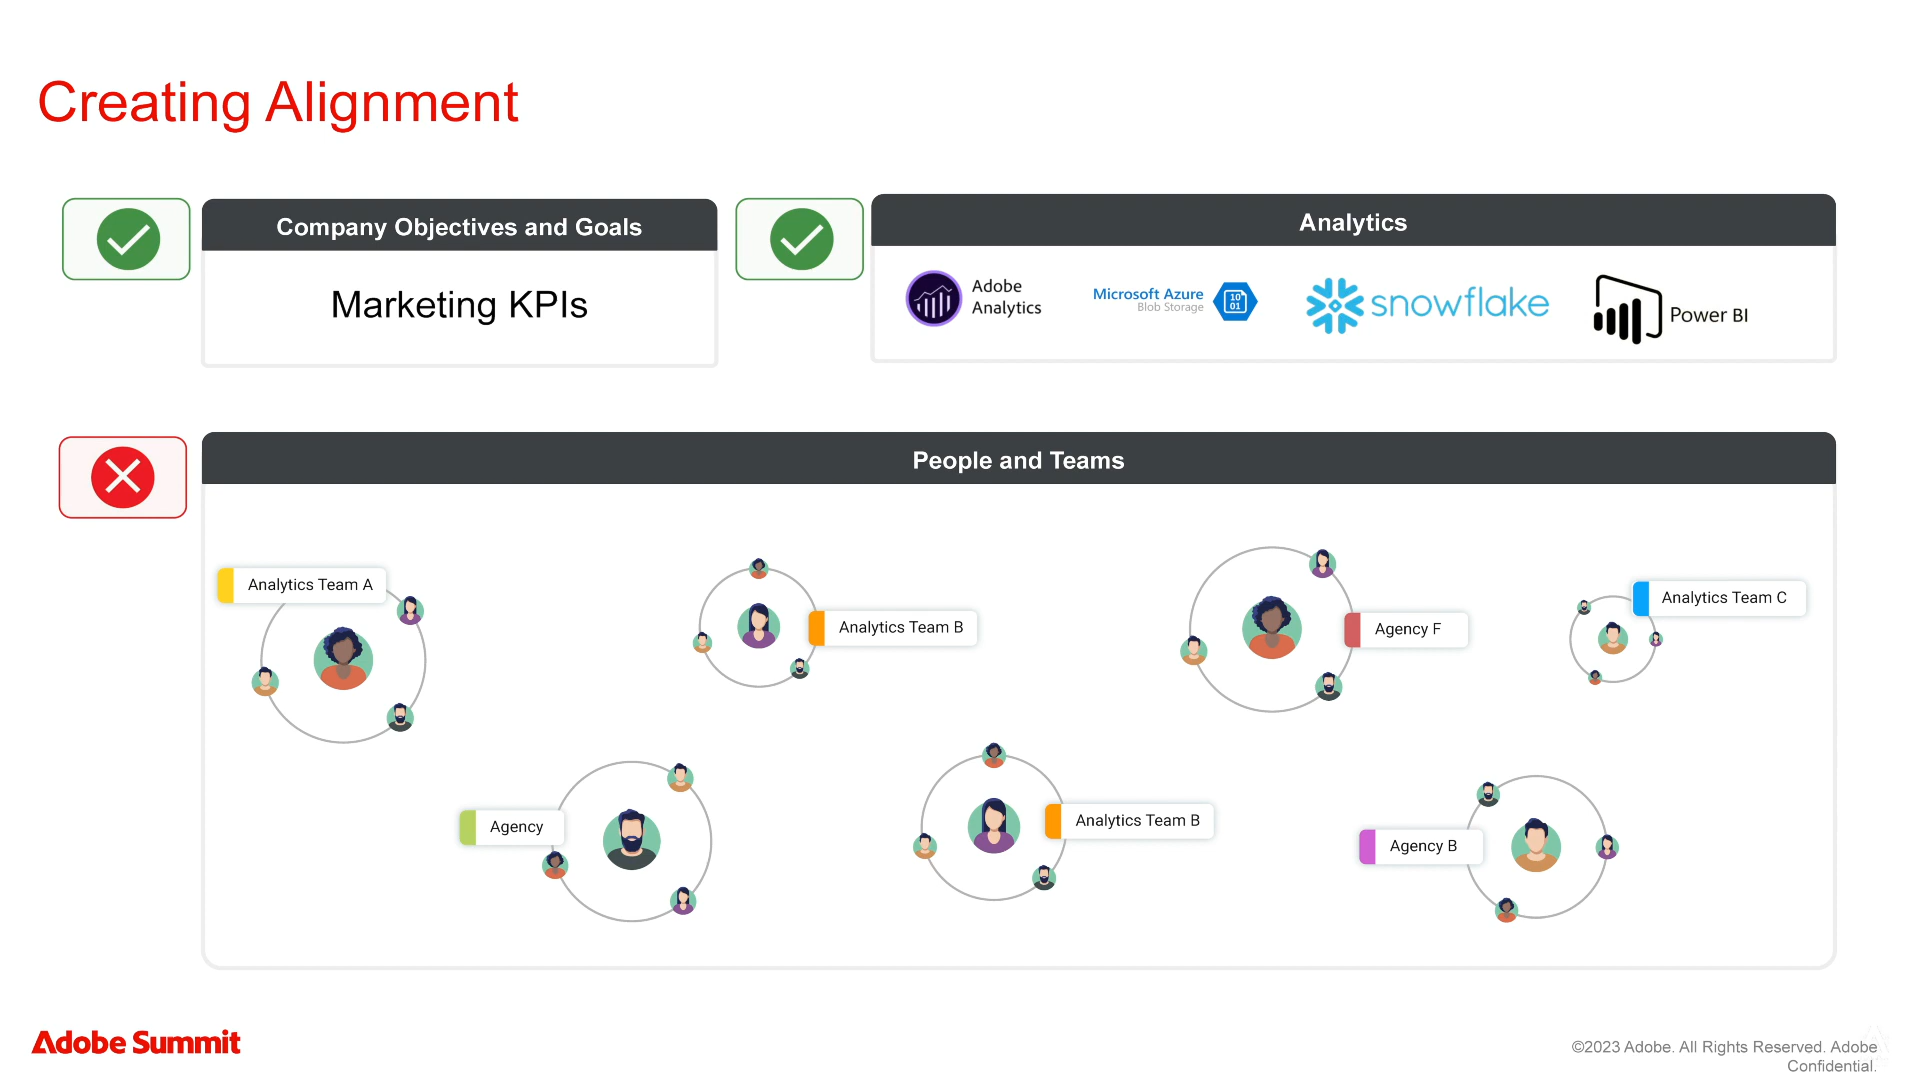 Creating Alignment
Company Objectives and Goals
Marketing KPIs
Analytics
Adobe
Analytics
Microsoft Azure
Blob Storage
10
01
snowflake
Power BI
People and Teams
Analytics Team A
Analytics Team B
Agency F
Analytics Team C
Agency
Analytics Team B
Agency B
Adobe Summit
©2023 Adobe. All Rights Reserved. Adobe
Confidential.